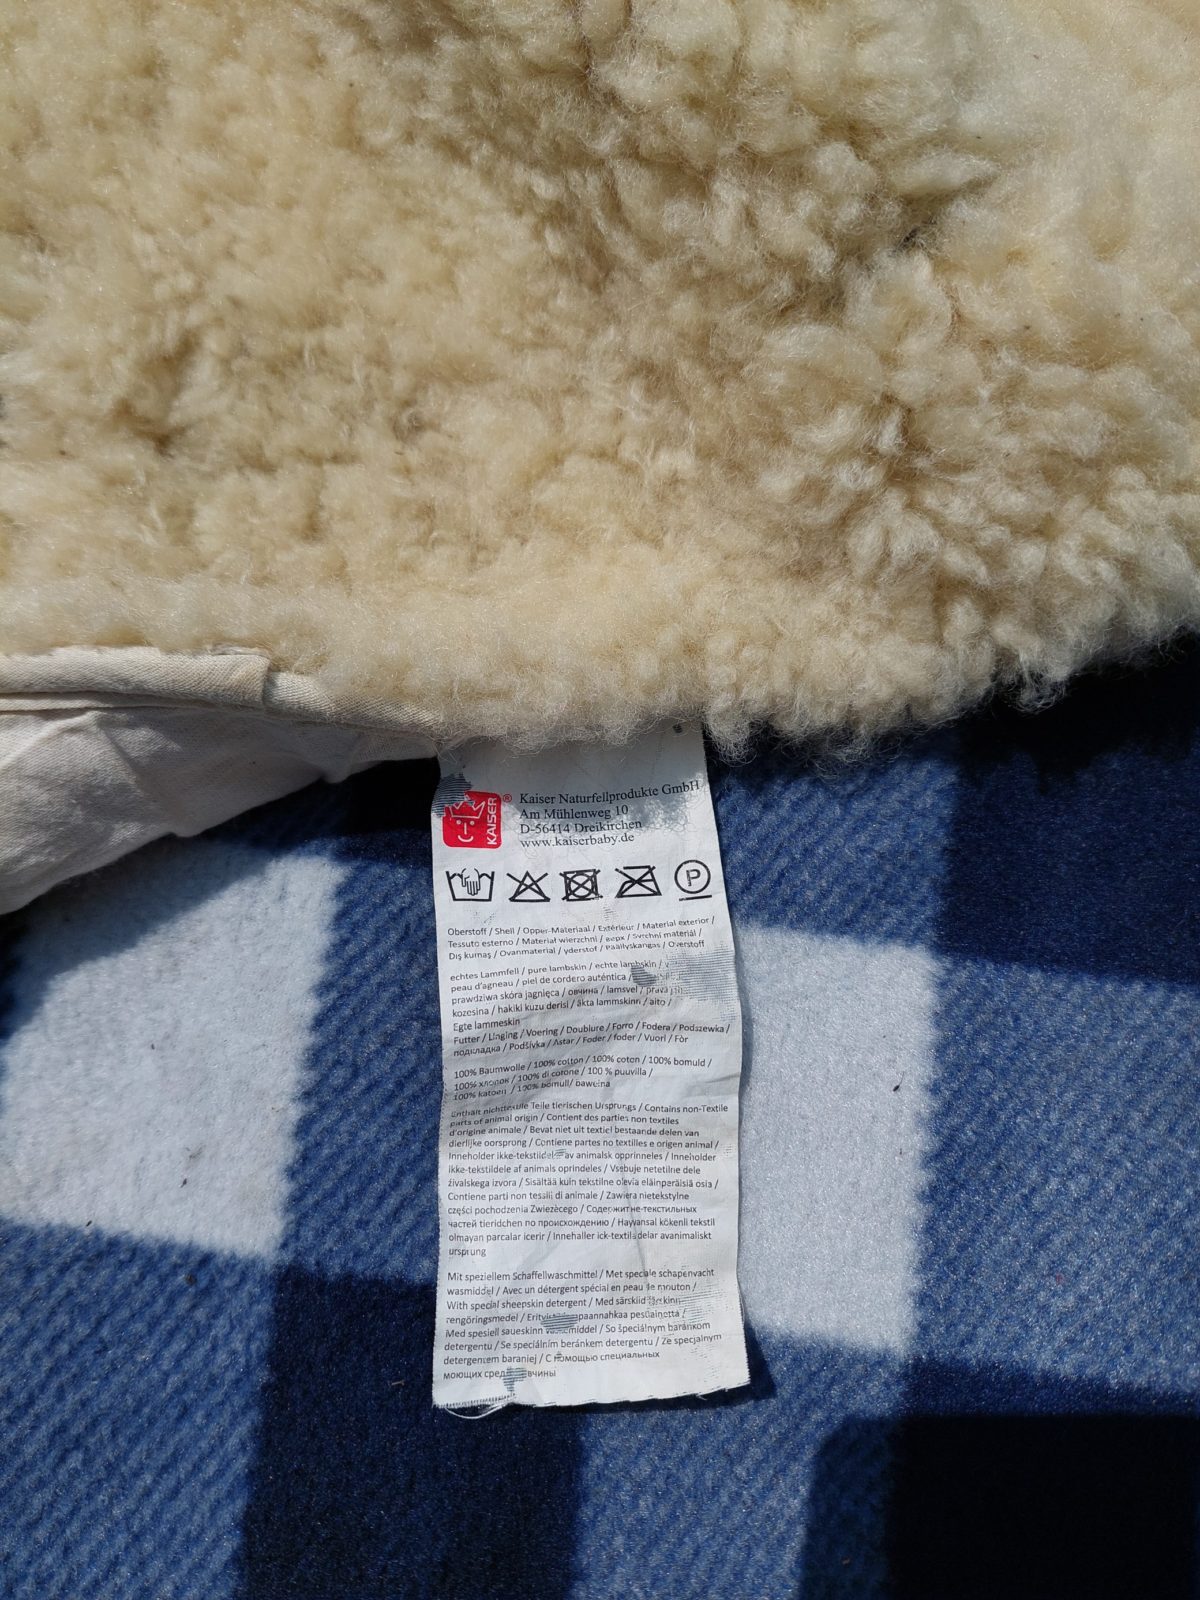 KAISER ®
Kaiser Naturfellprodukte GmbH
Am Mühlenweg 10
D-56414 Dreikirchen
www.kaiserbaby.de
P
Oberstoff / Shell / Opper-Materiaal / Extérieur / Material exterior /
Tessuto esterno / Materiał wierzchni / верх / Svrchní materiál /
Dış kumaş / Ovanmaterial / yderstof / Päällyskangas / Overstoff
echtes Lammfell / pure lambskin / echte lambskin /
peau d'agneau / piel de cordero auténtica /
prawdziwa skóra jagnięca / овчина / lamsvel / prava
kozesina / hakiki kuzu derisi / äkta lammskinn / aito /
Egte lammeskin
Futter / Linging / Voering / Doublure / Forro / Fodera / Podszewka /
подкладка / Podšívka / Astar / Foder / foder / Vuori / Fòr
100% Baumwolle / 100% cotton / 100% coton / 100% bomuld /
100% хлопок / 100% di cotone / 100 % puuvilla /
100% katoen / 100% bomull/ bawełna
Enthält nichttextile Teile tierischen Ursprungs / Contains non-Textile
parts of animal origin / Contient des parties non textiles
d'origine animale / Bevat niet uit textiel bestaande delen van
dierlijke oorsprong / Contiene partes no textiles e origen animal /
Inneholder ikke-tekstildel av animalsk opprinneles / Inneholder
ikke-tekstildele af animals oprindeles / Vsebuje netetilne dele
živalskega izvora / Sisältää kuin tekstilne olevia eläinperäisiä osia /
Contiene parti non tesaili di animale / Zawiera nietekstylne
części pochodzenia Zwiezècego / Содержит не-текстильных
частей tieridchen по происхождению / Hayvansal kökenli tekstil
olmayan parcalar icerir / Innehaller ick-textila delar avanimaliskt
ursprung
Mit speziellem Schaffellwaschmittel / Met speciale schapenvacht
wasmiddel / Avec un détergent spécial en peau de mouton /
With special sheepskin detergent / Med särskild
rengöringsmedel / pesuainetta /
Med spesiell saueskinn / So špeciálnym baránkom
detergentu / Se speciálním beránkem detergentu / Ze specjalnym
detergentem baraniej / С помощью специальных
моющих